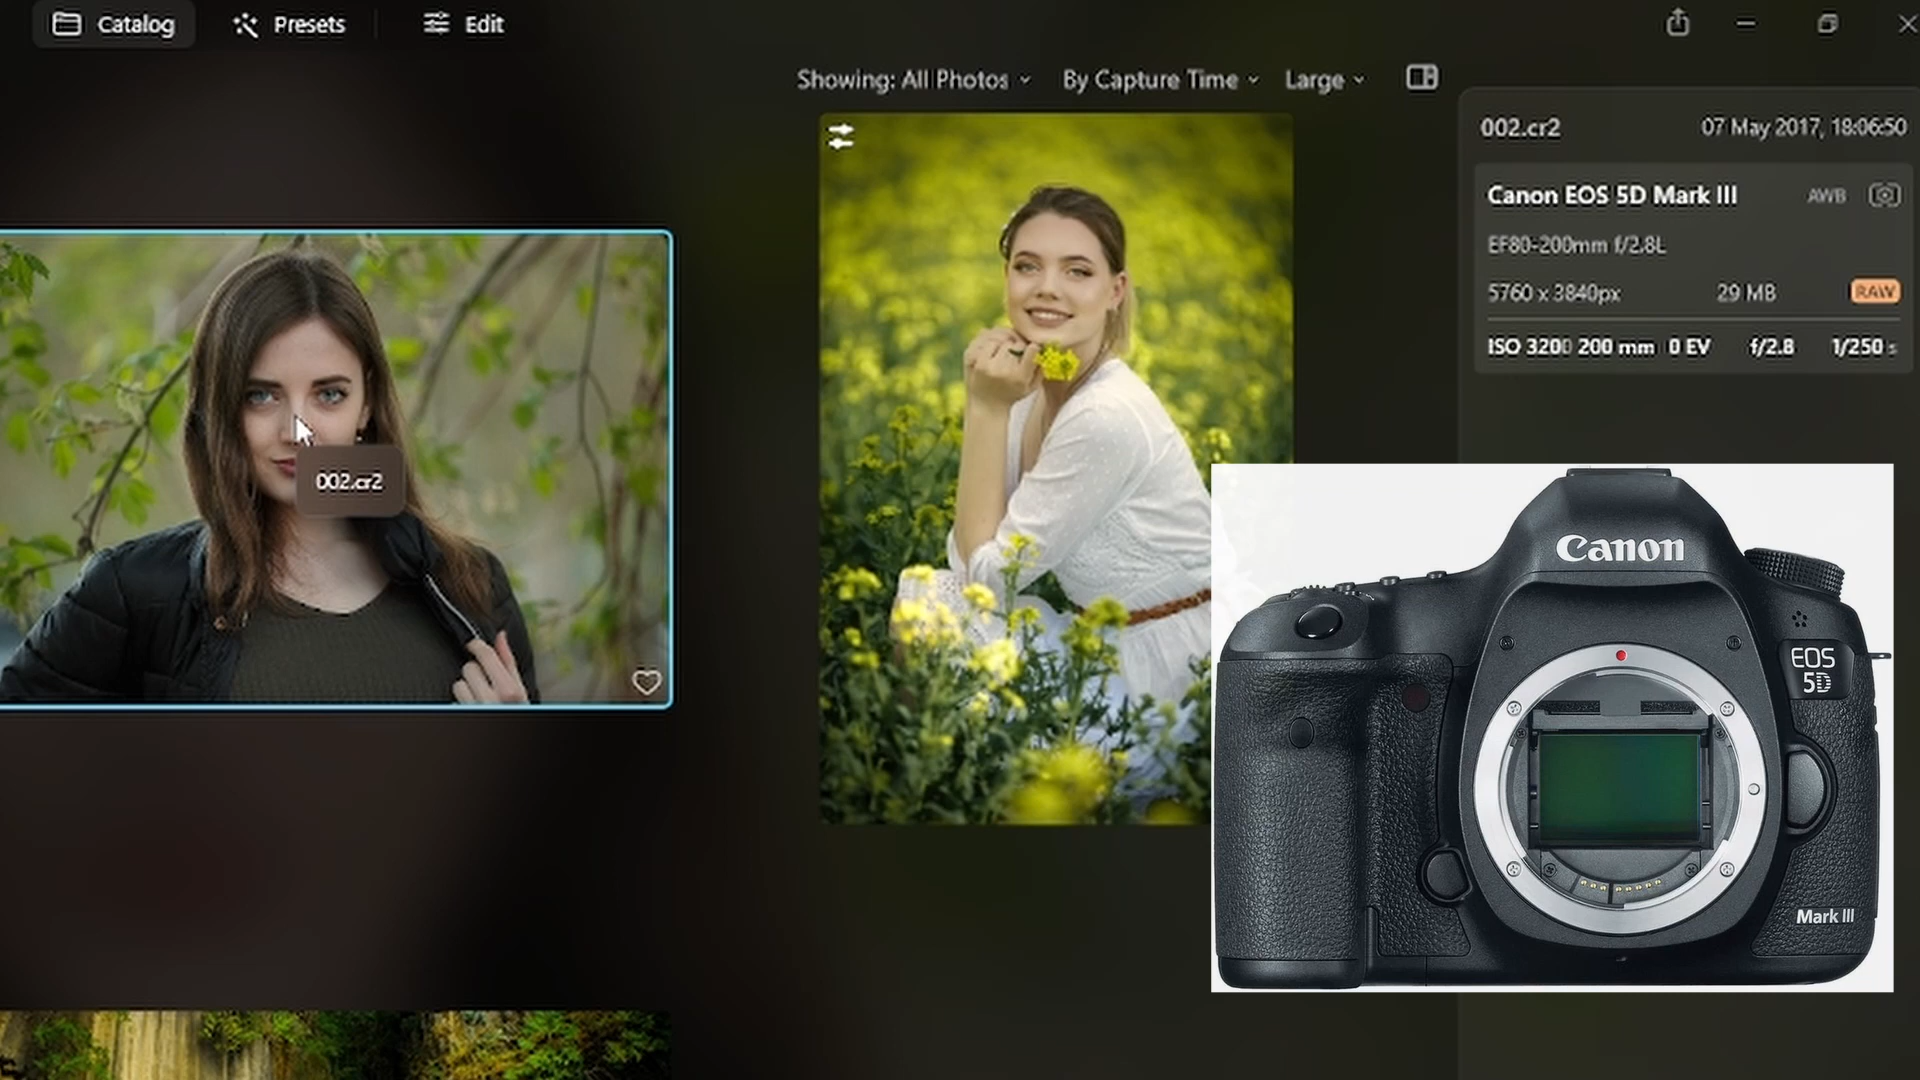 Catalog Presets Edit
Showing: All Photos By Capture Time Large
002.cr2 07 May 2017, 18:06:50
Canon EOS 5D Mark III AWB
EF80-200mm f/2.8L
5760 x 3840px 29 MB RAW
ISO 3200 200 mm 0 EV f/2.8 1/250 s
002.cr2
Canon
EOS
5D
Mark III